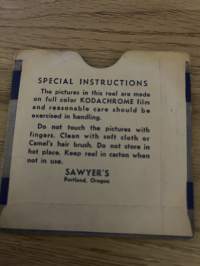 SPECIAL INSTRUCTIONS
The pictures in this reel are made
on full color KODACHROME film
and reasonable care should be
exercised in handling.
Do not touch the pictures with
fingers. Clean with soft cloth or
Camel's hair brush. Do not store in
hot place. Keep reel in carton when
not in use.
SAWYER'S
Portland, Oregon